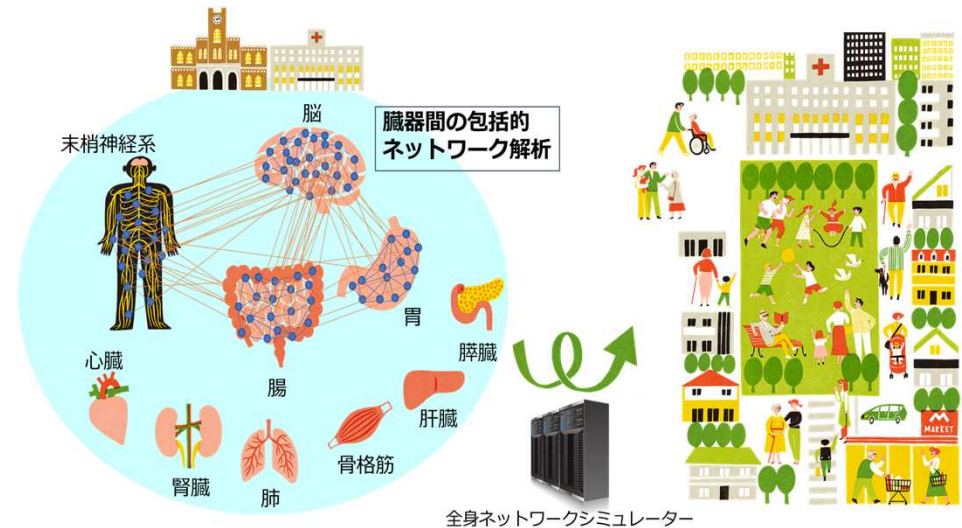 脳
臓器間の包括的
ネットワーク解析
末梢神経系
胃
膵臓
腸
心臓
肝臓
骨格筋
腎臓
肺
全身ネットワークシミュレーター
MARKET